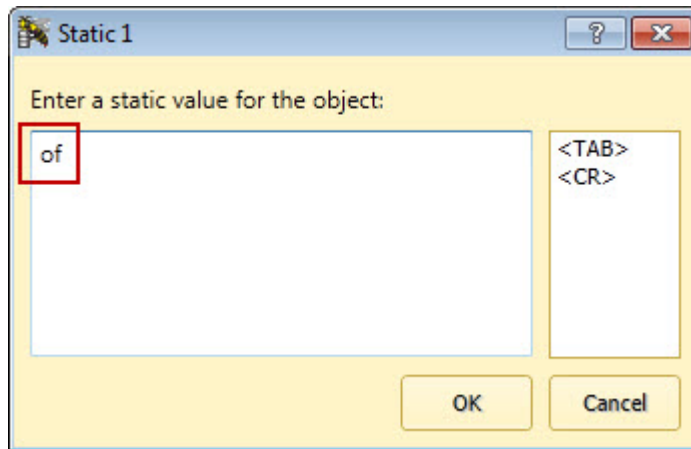 Static 1
?
Enter a static value for the object:
of
<TAB>
<CR>
OK
Cancel